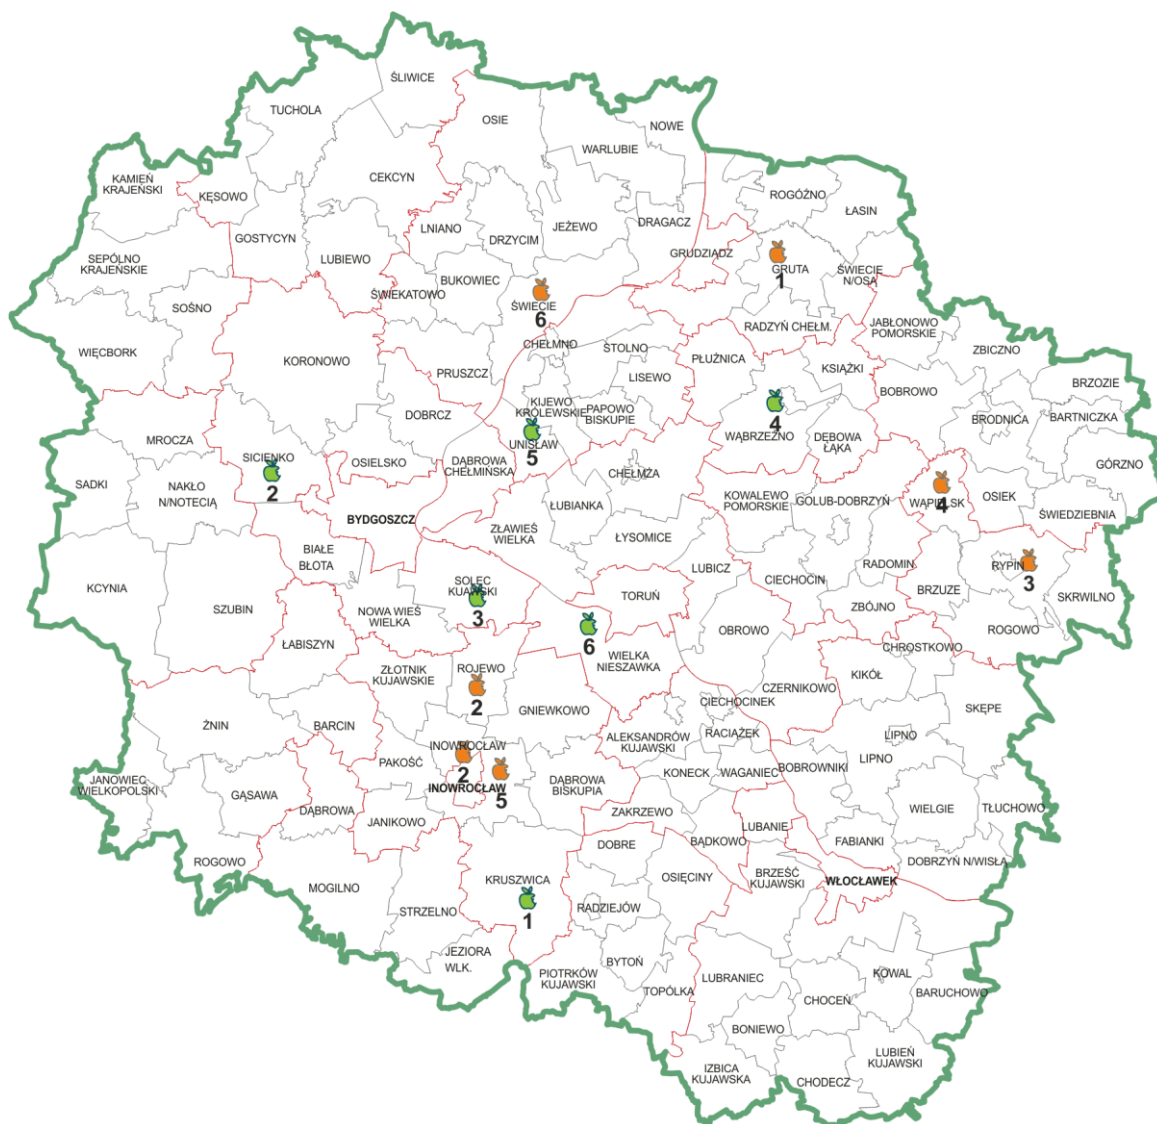 ŚLIWICE
TUCHOLA
OSIE
NOWE
WARLUBIE
KAMIEŃ
KRAJEŃSKI
KĘSOWO
CEKCYN
ROGÓŹNO
ŁASIN
GOSTYCYN
LNIANO
DRZYCIM
JEŻEWO
DRAGACZ
GRUDZIĄDZ
SEPÓLNO
KRAJEŃSKIE
LUBIEWO
BUKOWIEC
GRUTA
1
ŚWIECIE
N/OSĄ
SOŚNO
ŚWIEKATOWO
ŚWIECIE
6
RADZYŃ CHEŁM.
JABŁONOWO
POMORSKIE
WIĘCBORK
KORONOWO
CHEŁMNO
STOLNO
PŁUŻNICA
KSIĄŻKI
ZBICZNO
PRUSZCZ
LISEWO
BOBROWO
BRZOZIE
DOBRCZ
KIJEWO
KRÓLEWSKIE
PAPOWO
BISKUPIE
4
BRODNICA
BARTNICZKA
MROCZA
SICIENKO
2
OSIELSKO
DĄBROWA
CHEŁMIŃSKA
UNISŁAW
5
WĄBRZEŹNO
DĘBOWA
ŁĄKA
GÓRZNO
SADKI
NAKŁO
N/NOTECIĄ
CHEŁMŻA
KOWALEWO
POMORSKIE
GOLUB-DOBRZYŃ
WĄPIELSK
4
OSIEK
ŚWIEDZIEBNIA
BYDGOSZCZ
ŁUBIANKA
ZŁAWIEŚ
WIELKA
ŁYSOMICE
BIAŁE
BŁOTA
LUBICZ
RADOMIN
RYPIN
3
KCYNIA
SOLEC
KUJAWSKI
3
CIECHOCIN
BRZUZE
SKRWILNO
SZUBIN
NOWA WIEŚ
WIELKA
TORUŃ
ZBÓJNO
ROGOWO
ŁABISZYN
6
OBROWO
CHROSTKOWO
ZŁOTNIKI
KUJAWSKIE
ROJEWO
2
WIELKA
NIESZAWKA
KIKÓŁ
CZERNIKOWO
GNIEWKOWO
CIECHOCINEK
SKĘPE
ŻNIN
BARCIN
ALEKSANDRÓW
KUJAWSKI
RACIĄŻEK
LIPNO
INOWROCŁAW
2
PAKOŚĆ
LIPNO
JANOWIEC
WIELKOPOLSKI
GĄSAWA
INOWROCŁAW
5
DĄBROWA
BISKUPIA
KONECK
WAGANIEC
BOBROWNIKI
WIELGIE
TŁUCHOWO
DĄBROWA
JANIKOWO
ZAKRZEWO
LUBANIE
ROGOWO
DOBRE
BĄDKOWO
FABIANKI
DOBRZYŃ N/WISŁĄ
MOGILNO
KRUSZWICA
1
OSIĘCINY
BRZEŚĆ
KUJAWSKI
WŁOCŁAWEK
STRZELNO
RADZIEJÓW
JEZIORA
WLK.
BYTOŃ
PIOTRKÓW
KUJAWSKI
TOPÓLKA
LUBRANIEC
KOWAL
CHOCEŃ
BARUCHOWO
BONIEWO
LUBIEŃ
KUJAWSKI
IZBICA
KUJAWSKA
CHODECZ